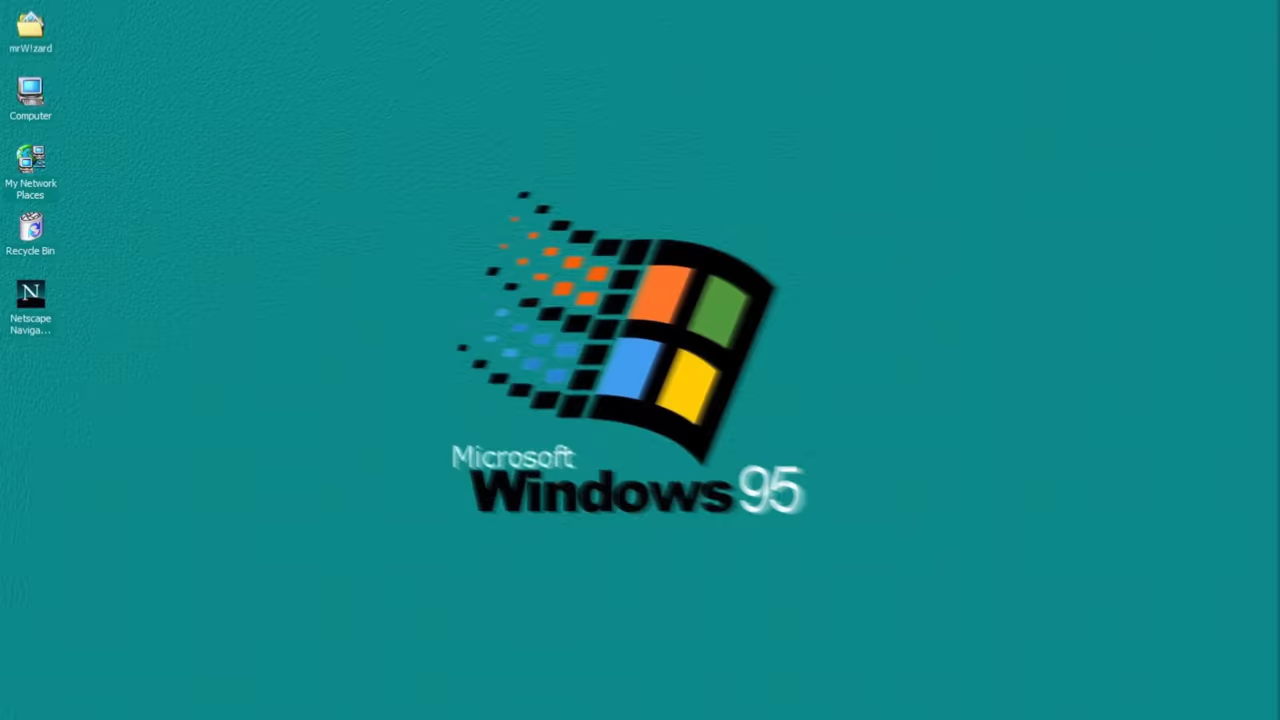 mrW!zard
Computer
My Network
Places
Recycle Bin
N
Netscape
Naviga...
Microsoft
Windows 95